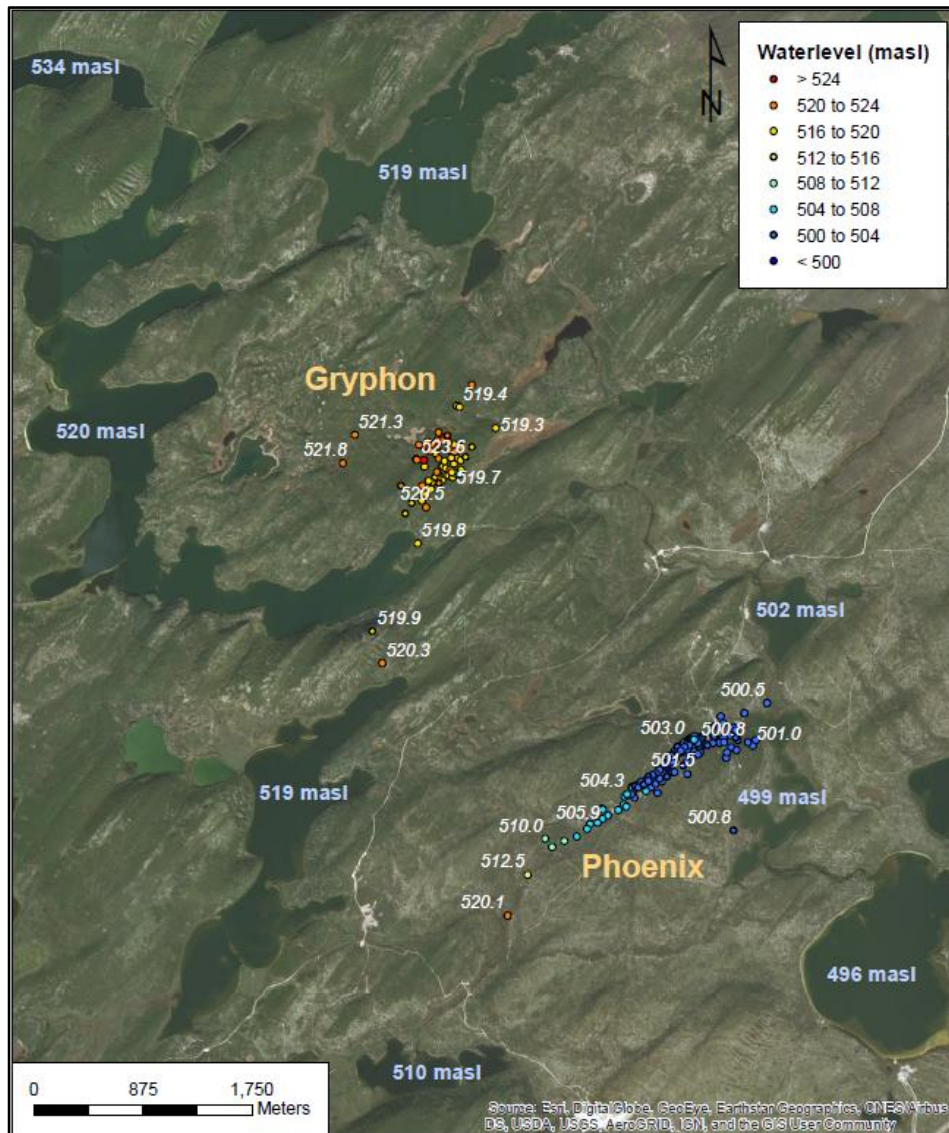 534 masl
Waterlevel (masl)
> 524
520 to 524
516 to 520
512 to 516
508 to 512
504 to 508
500 to 504
< 500
N
519 masl
Gryphon
519.4
521.3
519.3
520 masl
523.6
521.8
519.7
520.5
519.8
502 masl
519.9
520.3
500.5
503.0
500.8
501.0
501.5
504.3
519 masl
499 masl
505.9
500.8
510.0
Phoenix
512.5
520.1
496 masl
510 masl
0 875 1,750
Meters
Source: Esri, DigitalGlobe, GeoEye, Earthstar Geographics, CNES/Airbus
DS, USDA, USGS, AeroGRID, IGN, and the GIS User Community